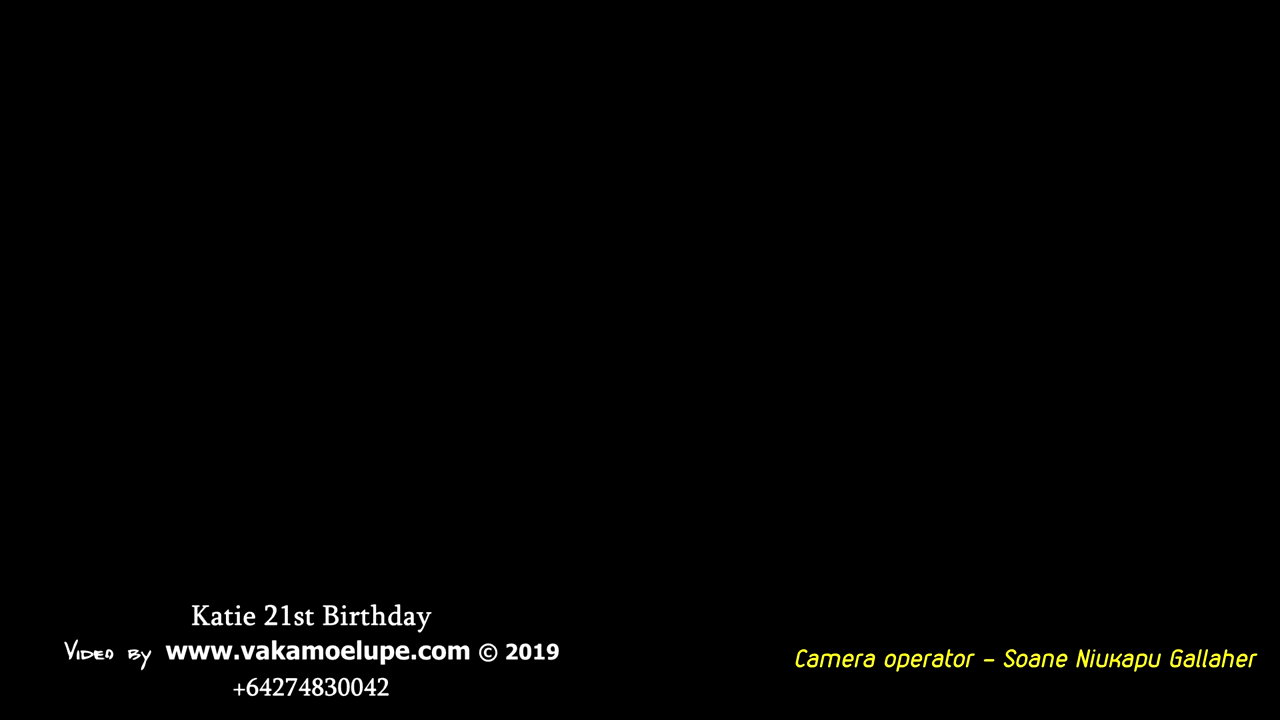 Katie 21st Birthday
Video by www.vakamoelupe.com © 2019
+64274830042
Camera operator - Soane Niukapu Gallaher